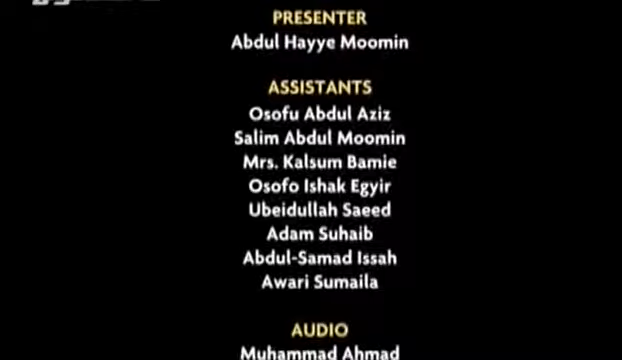 PRESENTER
Abdul Hayye Moomin
ASSISTANTS
Osofu Abdul Aziz
Salim Abdul Moomin
Mrs. Kalsum Bamie
Osofo Ishak Egyir
Ubeidullah Saeed
Adam Suhaib
Abdul-Samad Issah
Awari Sumaila
AUDIO
Muhammad Ahmad